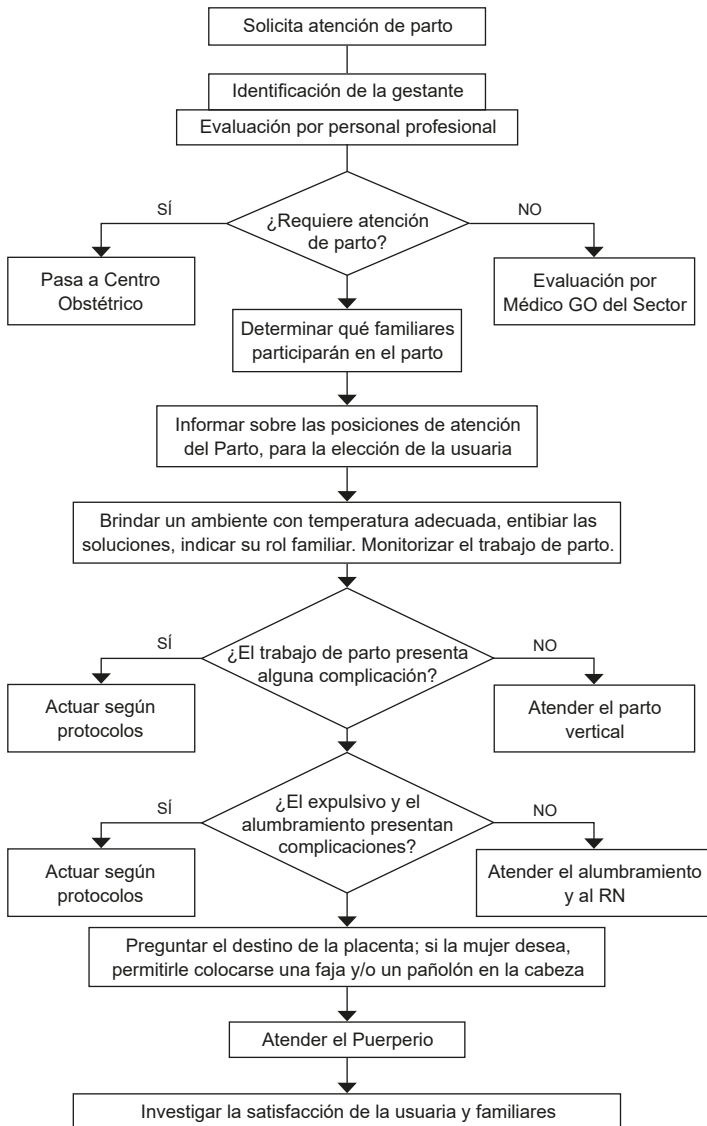 Solicita atención de parto
Identificación de la gestante
Evaluación por personal profesional
SÍ
¿Requiere atención
de parto?
NO
Pasa a Centro
Obstétrico
Evaluación por
Médico GO del Sector
Determinar qué familiares
participarán en el parto
Informar sobre las posiciones de atención
del Parto, para la elección de la usuaria
Brindar un ambiente con temperatura adecuada, entibiar las
soluciones, indicar su rol familiar. Monitorizar el trabajo de parto.
SÍ
¿El trabajo de parto presenta
alguna complicación?
NO
Actuar según
protocolos
Atender el parto
vertical
SÍ
¿El expulsivo y el
alumbramiento presentan
complicaciones?
NO
Actuar según
protocolos
Atender el alumbramiento
y al RN
Preguntar el destino de la placenta; si la mujer desea,
permitirle colocarse una faja y/o un pañolón en la cabeza
Atender el Puerperio
Investigar la satisfacción de la usuaria y familiares